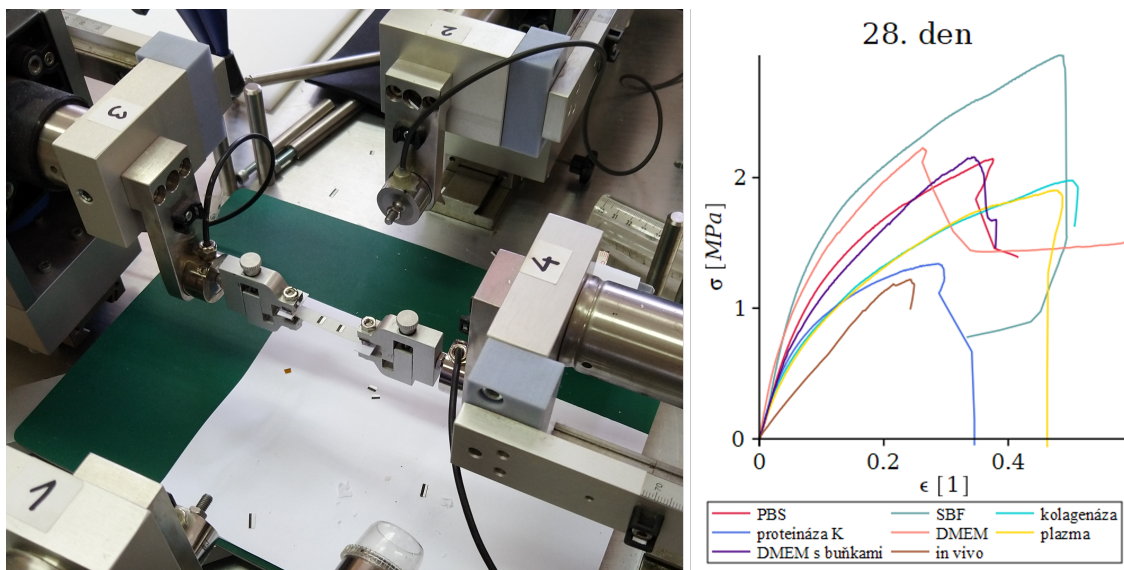 3
2
4
1
28. den
σ [MPa]
2
1
0
0
0.2
0.4
ϵ [1]
PBS
SBF
kolagenáza
proteináza K
DMEM
plazma
DMEM s buňkami
in vivo